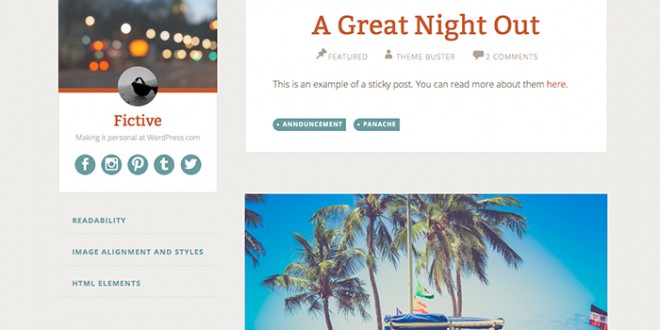 Fictive
Making it personal at WordPress.com
READABILITY
IMAGE ALIGNMENT AND STYLES
HTML ELEMENTS
A Great Night Out
FEATURED THEME BUSTER 2 COMMENTS
This is an example of a sticky post. You can read more about them here.
ANNOUNCEMENT PANACHE